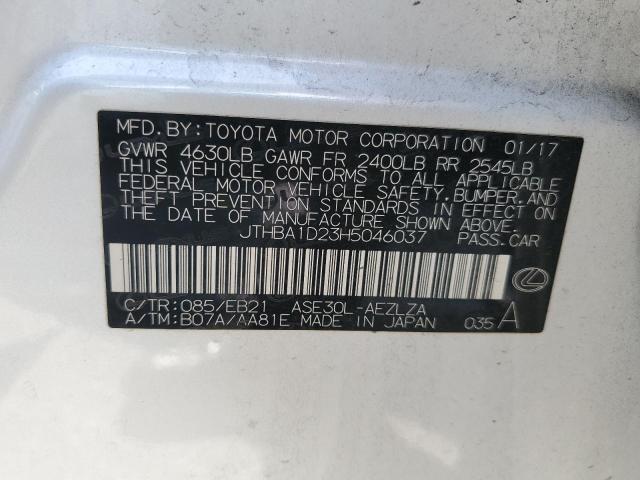 MFD.BY:TOYOTA MOTOR CORPORATION 01/17
GVWR 4630LB GAWR FR 2400LB RR 2545LB
THIS VEHICLE CONFORMS TO ALL APPLICABLE
FEDERAL MOTOR VEHICLE SAFETY,BUMPER,AND
THEFT PREVENTION STANDARDS IN EFFECT ON
THE DATE OF MANUFACTURE SHOWN ABOVE.
JTHBA1D23H5046037 PASS.CAR
C/TR:085/EB21 ASE30L-AEZLZA
A/TM:B07A/AA81E MADE IN JAPAN 035 A